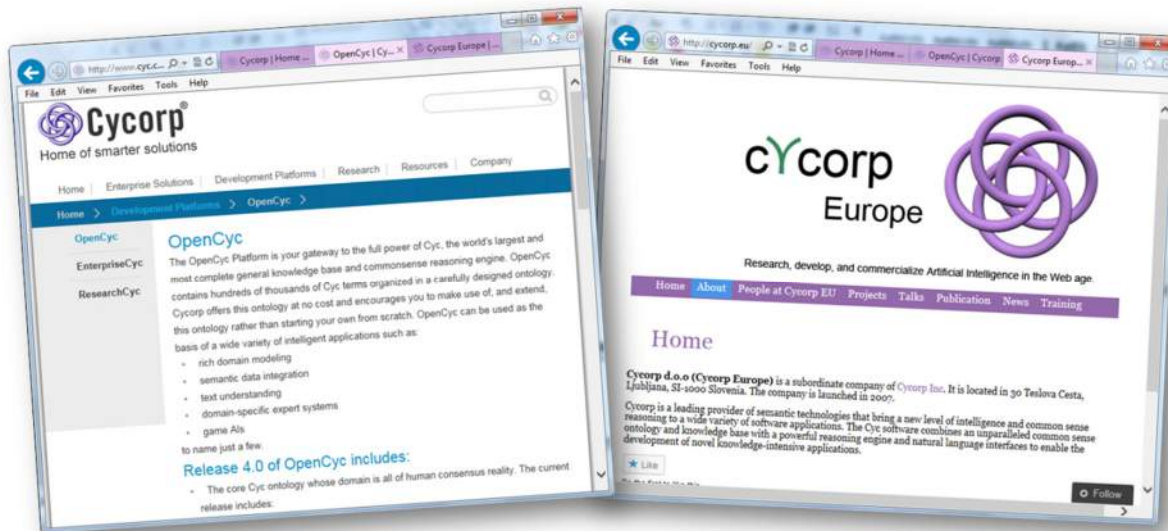 http://www.cyc.c...
Cycorp | Home ...
OpenCyc | Cy...
Cycorp Europe | ...
File Edit View Favorites Tools Help
Cycorp®
Home of smarter solutions
Home | Enterprise Solutions | Development Platforms | Research | Resources | Company
Home > Development Platforms > OpenCyc >
OpenCyc
EnterpriseCyc
ResearchCyc
OpenCyc
The OpenCyc Platform is your gateway to the full power of Cyc, the world's largest and
most complete general knowledge base and commonsense reasoning engine. OpenCyc
contains hundreds of thousands of Cyc terms organized in a carefully designed ontology.
Cycorp offers this ontology at no cost and encourages you to make use of, and extend,
this ontology rather than starting your own from scratch. OpenCyc can be used as the
basis of a wide variety of intelligent applications such as:
rich domain modeling
semantic data integration
text understanding
domain-specific expert systems
game AIs
to name just a few.
Release 4.0 of OpenCyc includes:
The core Cyc ontology whose domain is all of human consensus reality. The current
release includes:
http://cycorp.eu/
Cycorp | Home ...
OpenCyc | Cycorp
Cycorp Europ...
File Edit View Favorites Tools Help
cYcorp
Europe
Research, develop, and commercialize Artificial Intelligence in the Web age
Home About People at Cycorp EU Projects Talks Publication News Training
Home
Cycorp d.o.o (Cycorp Europe) is a subordinate company of Cycorp Inc. It is located in 30 Teslova Cesta,
Ljubljana, SI-1000 Slovenia. The company is launched in 2007.
Cycorp is a leading provider of semantic technologies that bring a new level of intelligence and common sense
reasoning to a wide variety of software applications. The Cyc software combines an unparalleled common sense
ontology and knowledge base with a powerful reasoning engine and natural language interfaces to enable the
development of novel knowledge-intensive applications.
Like
Follow